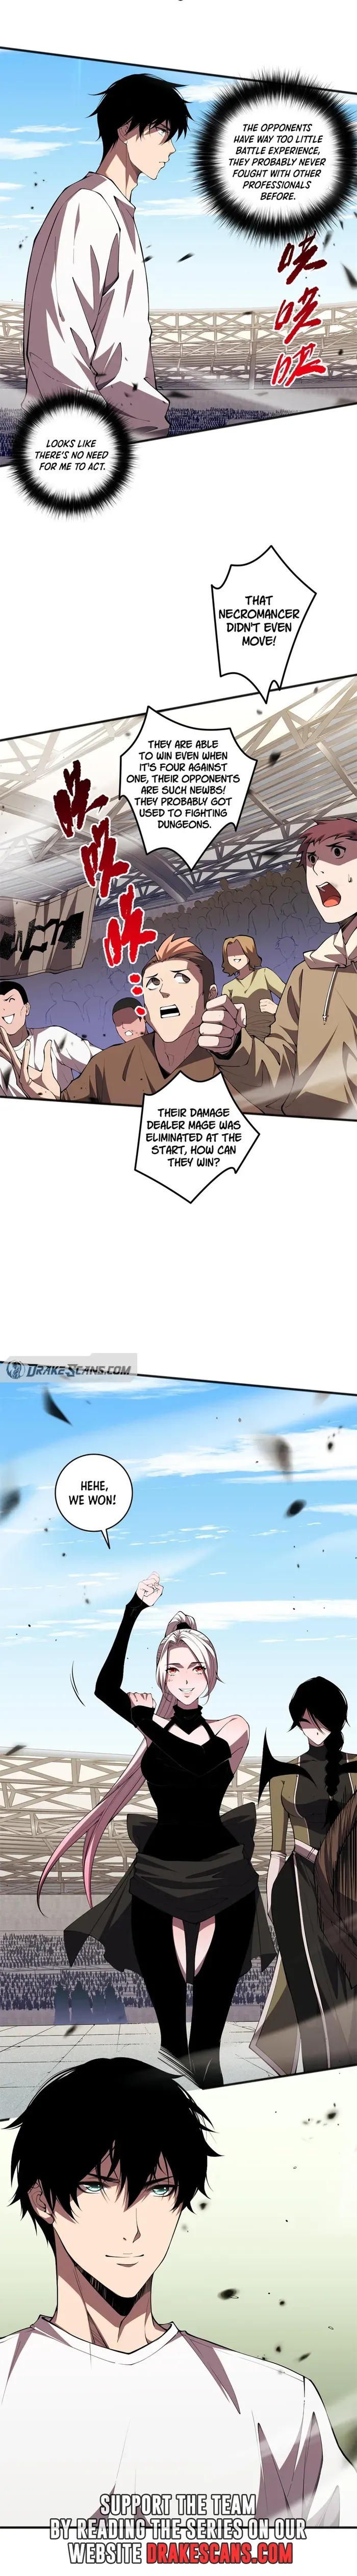 THE OPPONENTS
HAVE WAY TOO LITTLE
BATTLE EXPERIENCE,
THEY PROBABLY NEVER
FOUGHT WITH OTHER
PROFESSIONALS
BEFORE.
哄
哄
哄
LOOKS LIKE
THERE'S NO NEED
FOR ME TO ACT.
THAT
NECROMANCER
DIDN'T EVEN
MOVE!
THEY ARE ABLE
TO WIN EVEN WHEN
IT'S FOUR AGAINST
ONE, THEIR OPPONENTS
ARE SUCH NEWBS!
THEY PROBABLY GOT
USED TO FIGHTING
DUNGEONS.
THEIR DAMAGE
DEALER MAGE WAS
ELIMINATED AT THE
START, HOW CAN
THEY WIN?
DRAKESCANS.COM
HEHE,
WE WON!
SUPPORT THE TEAM
BY READING THE SERIES ON OUR
WEBSITE DRAKESCANS.COM